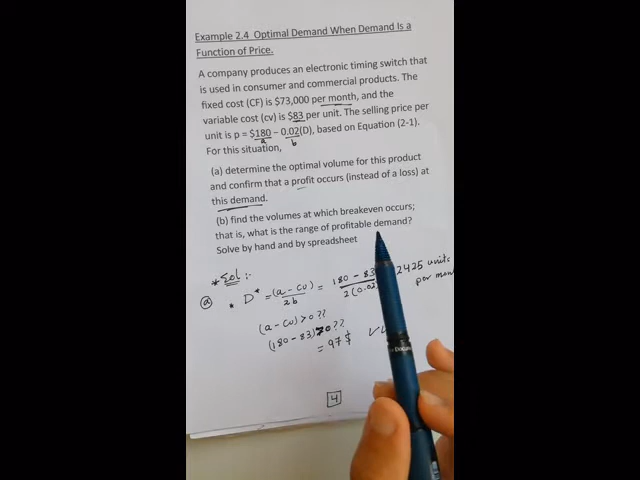 Example 2.4 Optimal Demand When Demand Is a
Function of Price.
A company produces an electronic timing switch that
is used in consumer and commercial products. The
fixed cost (CF) is $73,000 per month, and the
variable cost (cv) is $83 per unit. The selling price per
unit is p = $180 − 0.02(D), based on Equation (2-1).
a b
For this situation,
(a) determine the optimal volume for this product
and confirm that a profit occurs (instead of a loss) at
this demand.
(b) find the volumes at which breakeven occurs;
that is, what is the range of profitable demand?
Solve by hand and by spreadsheet
* Sol :-
(a) * D* = (a - cv) / 2b = 180 - 83 / 2(0.02 2425 units
per mon
(a - cv) > 0 ??
(180 - 83) > 0 ??
= 97 $
4